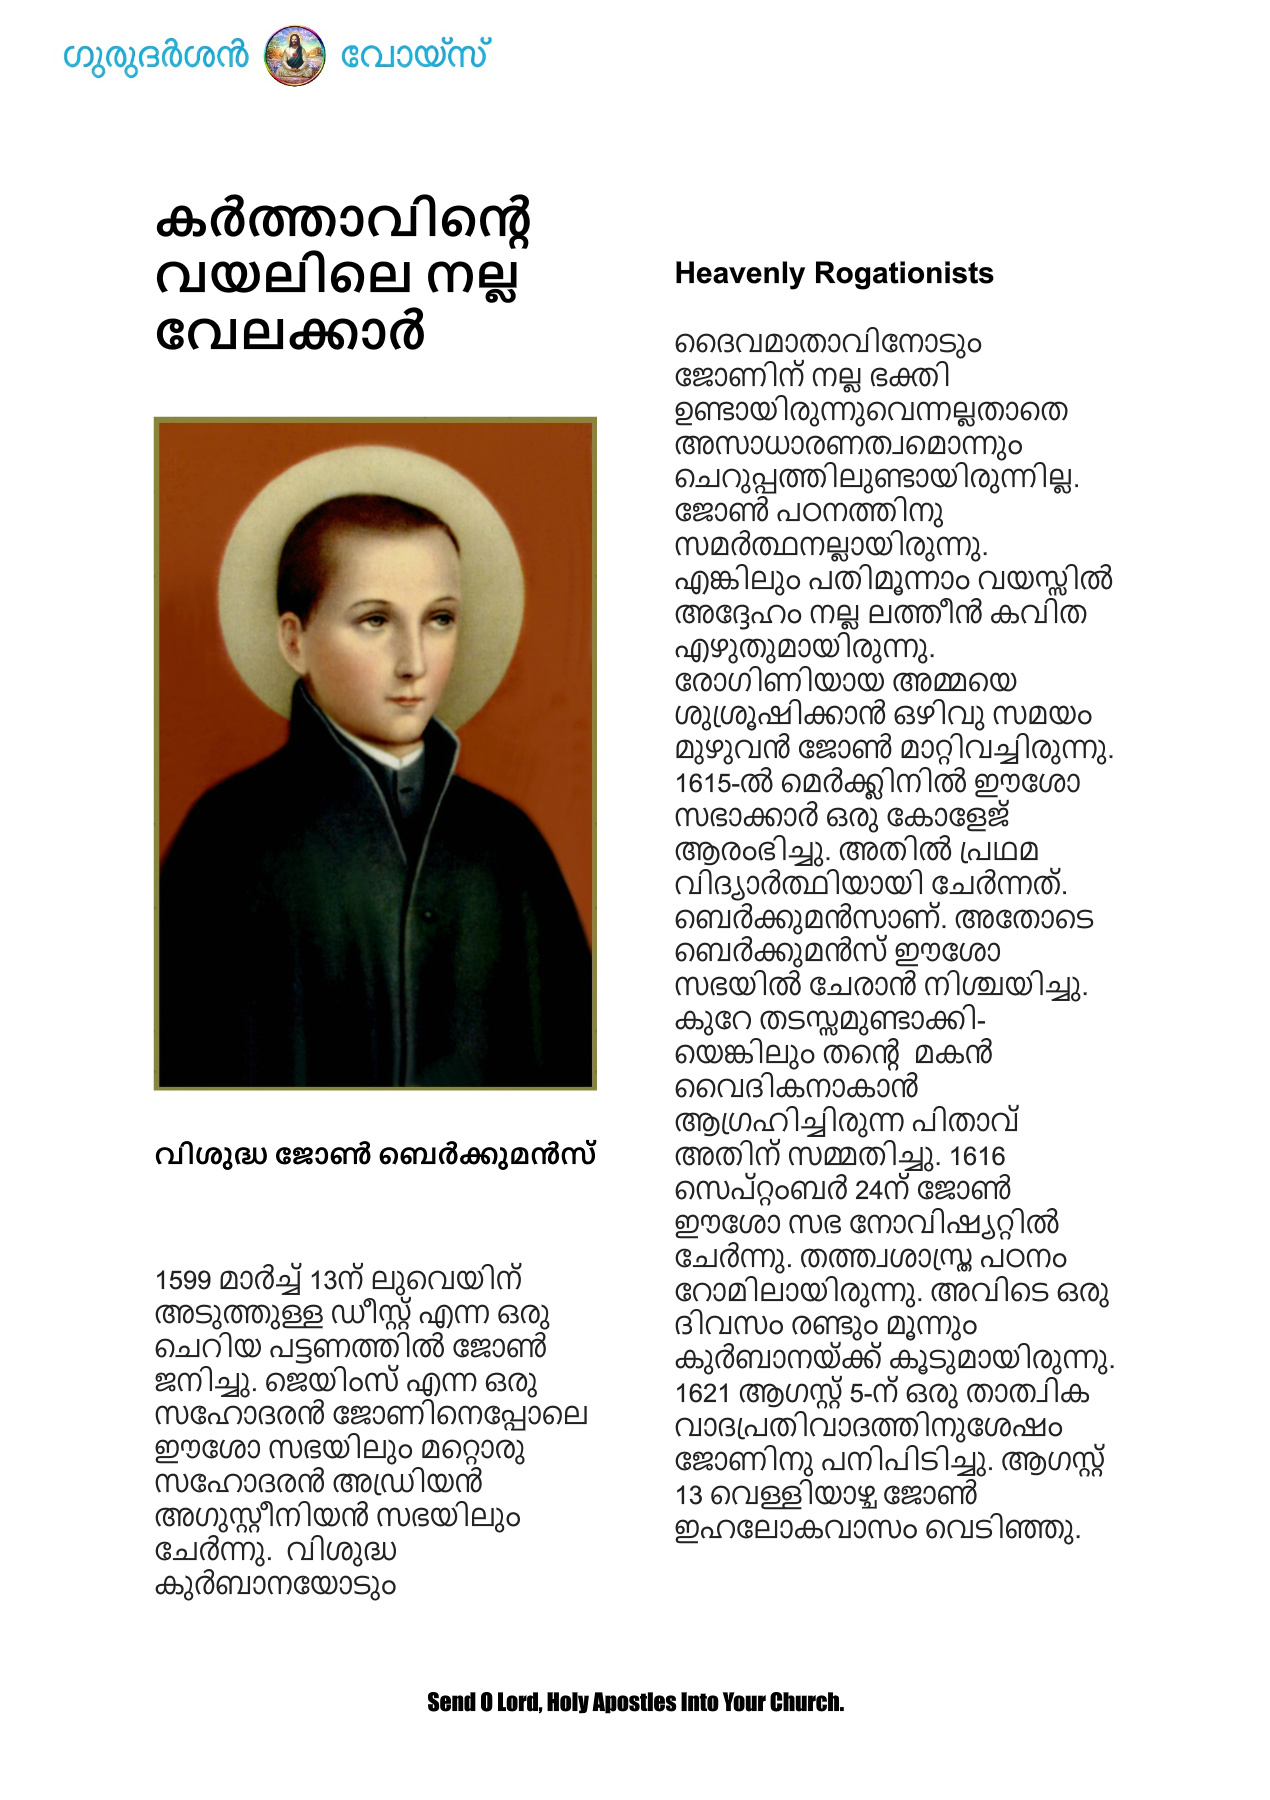 ഗുരുദർശൻ വോയ്സ്
കർത്താവിന്റെ
വയലിലെ നല്ല
വേലക്കാർ
വിശുദ്ധ ജോൺ ബെർക്കുമൻസ്
1599 മാർച്ച് 13ന് ലുവെയിന്
അടുത്തുള്ള ഡീസ്റ്റ് എന്ന ഒരു
ചെറിയ പട്ടണത്തിൽ ജോൺ
ജനിച്ചു. ജെയിംസ് എന്ന ഒരു
സഹോദരൻ ജോണിനെപ്പോലെ
ഈശോ സഭയിലും മറ്റൊരു
സഹോദരൻ അഡ്രിയൻ
അഗുസ്റ്റീനിയൻ സഭയിലും
ചേർന്നു. വിശുദ്ധ
കുർബാനയോടും
Heavenly Rogationists
ദൈവമാതാവിനോടും
ജോണിന് നല്ല ഭക്തി
ഉണ്ടായിരുന്നുവെന്നല്ലതാതെ
അസാധാരണത്വമൊന്നും
ചെറുപ്പത്തിലുണ്ടായിരുന്നില്ല.
ജോൺ പഠനത്തിനു
സമർത്ഥനല്ലായിരുന്നു.
എങ്കിലും പതിമൂന്നാം വയസ്സിൽ
അദ്ദേഹം നല്ല ലത്തീൻ കവിത
എഴുതുമായിരുന്നു.
രോഗിണിയായ അമ്മയെ
ശുശ്രൂഷിക്കാൻ ഒഴിവു സമയം
മുഴുവൻ ജോൺ മാറ്റിവച്ചിരുന്നു.
1615-ൽ മെർക്ക്ലിനിൽ ഈശോ
സഭാക്കാർ ഒരു കോളേജ്
ആരംഭിച്ചു. അതിൽ പ്രഥമ
വിദ്യാർത്ഥിയായി ചേർന്നത്.
ബെർക്കുമൻസാണ്. അതോടെ
ബെർക്കുമൻസ് ഈശോ
സഭയിൽ ചേരാൻ നിശ്ചയിച്ചു.
കുറേ തടസ്സമുണ്ടാക്കി-
യെങ്കിലും തന്റെ മകൻ
വൈദികനാകാൻ
ആഗ്രഹിച്ചിരുന്ന പിതാവ്
അതിന് സമ്മതിച്ചു. 1616
സെപ്റ്റംബർ 24ന് ജോൺ
ഈശോ സഭ നോവിഷ്യറ്റിൽ
ചേർന്നു. തത്ത്വശാസ്ത്ര പഠനം
റോമിലായിരുന്നു. അവിടെ ഒരു
ദിവസം രണ്ടും മൂന്നും
കുർബാനയ്ക്ക് കൂടുമായിരുന്നു.
1621 ആഗസ്റ്റ് 5-ന് ഒരു താത്വിക
വാദപ്രതിവാദത്തിനുശേഷം
ജോണിനു പനിപിടിച്ചു. ആഗസ്റ്റ്
13 വെള്ളിയാഴ്ച ജോൺ
ഇഹലോകവാസം വെടിഞ്ഞു.
Send O Lord, Holy Apostles Into Your Church.